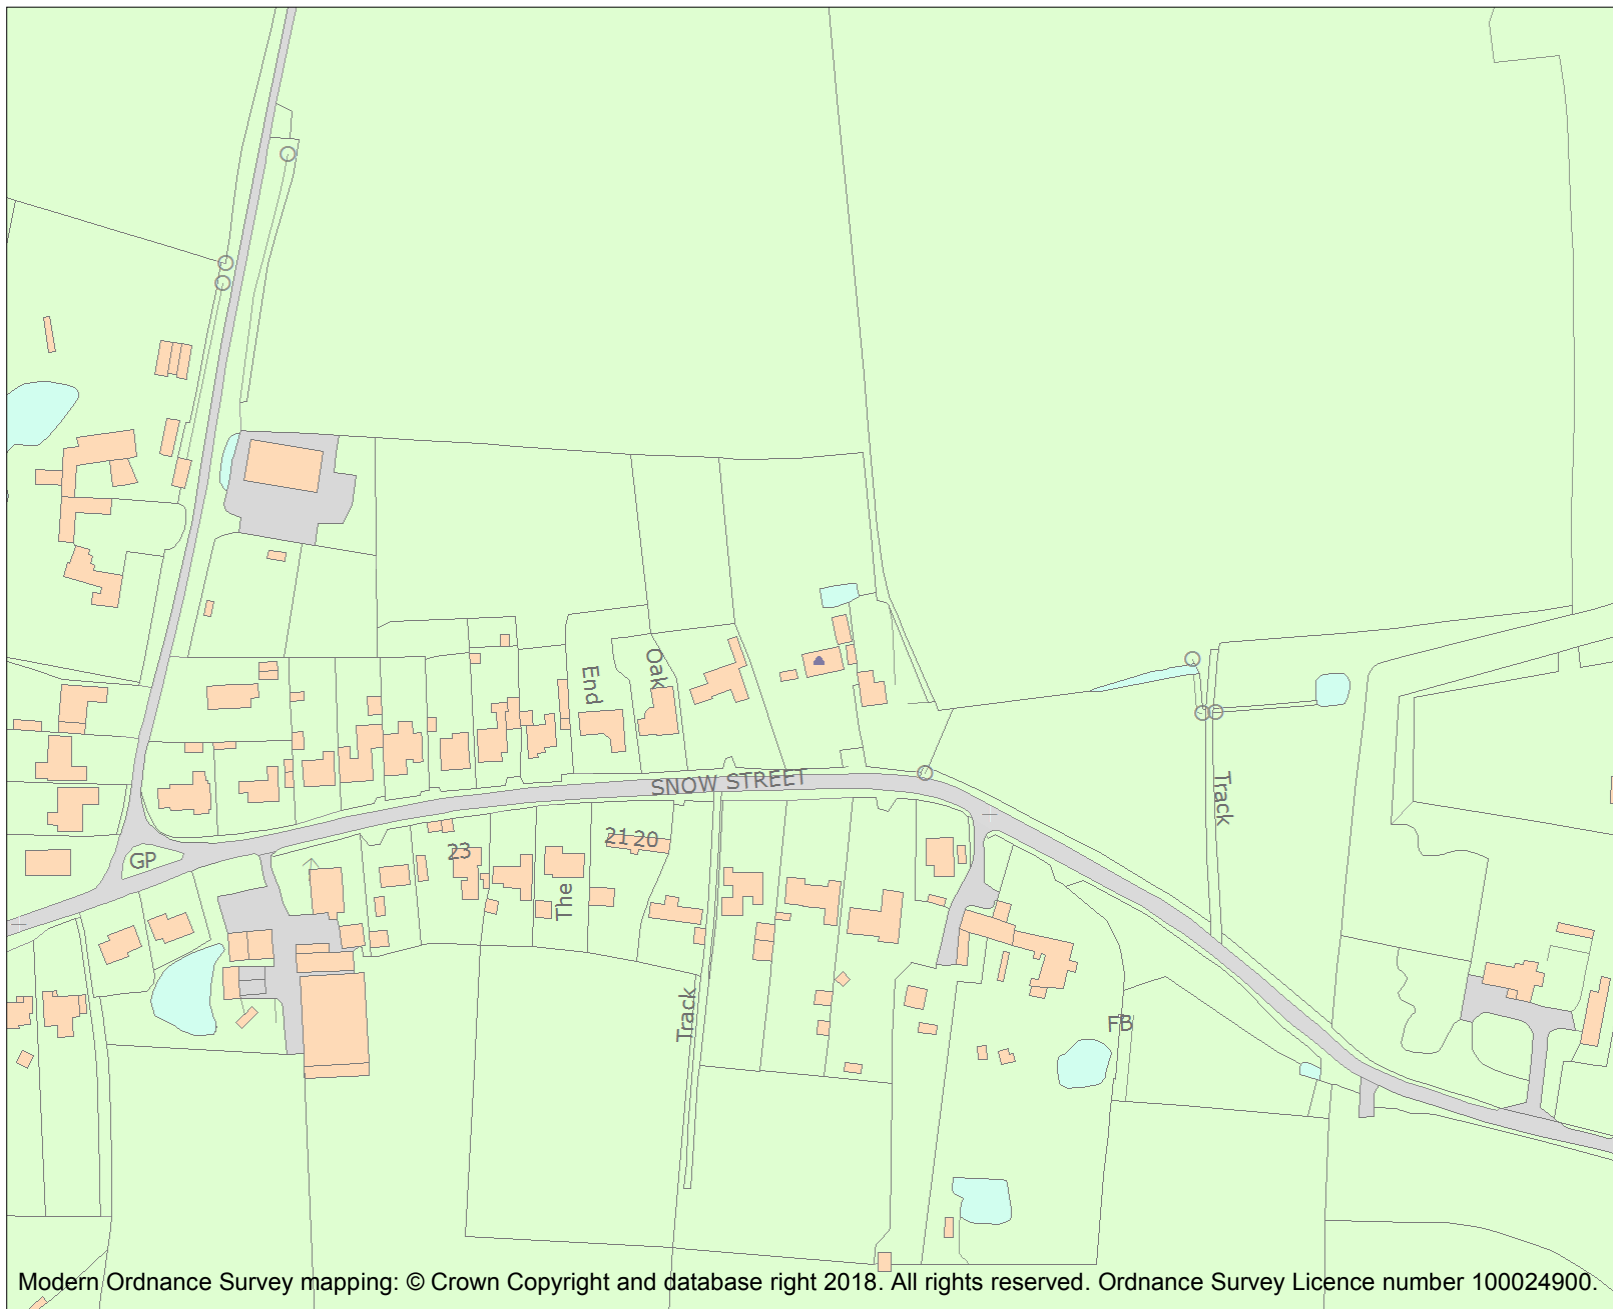 End
Oak
SNOW STREET
Track
GP
23
21 20
The
Track
FB
Modern Ordnance Survey mapping: © Crown Copyright and database right 2018. All rights reserved. Ordnance Survey Licence number 100024900.